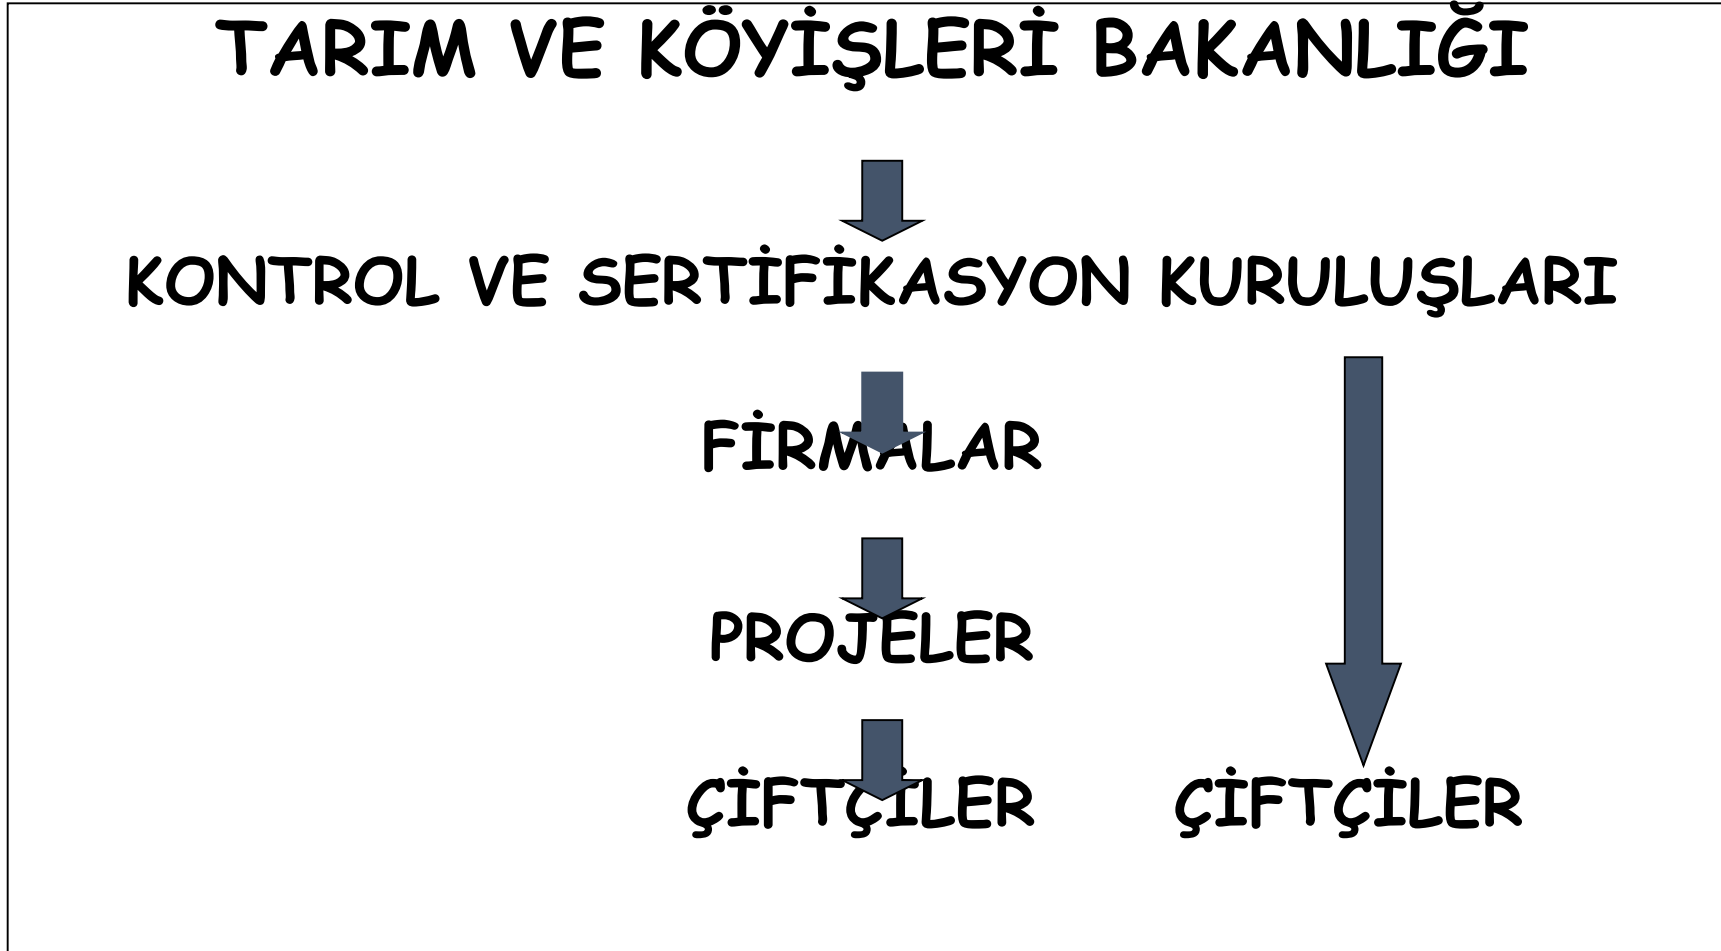 TARIM VE KÖYİŞLERİ BAKANLIĞI
KONTROL VE SERTİFİKASYON KURULUŞLARI
FİRMALAR
PROJELER
ÇİFTÇİLER ÇİFTÇİLER